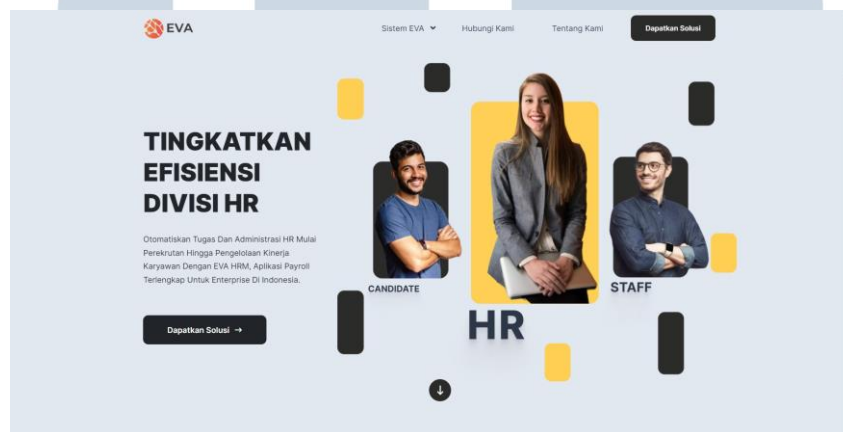 EVA
Sistem EVA
Hubungi Kami
Tentang Kami
Dapatkan Solusi
TINGKATKAN
EFISIENSI
DIVISI HR
Otomatiskan Tugas Dan Administrasi HR Mulai
Perekrutan Hingga Pengelolaan Kinerja
Karyawan Dengan EVA HRM, Aplikasi Payroll
Terlengkap Untuk Enterprise Di Indonesia.
Dapatkan Solusi →
CANDIDATE
HR
STAFF